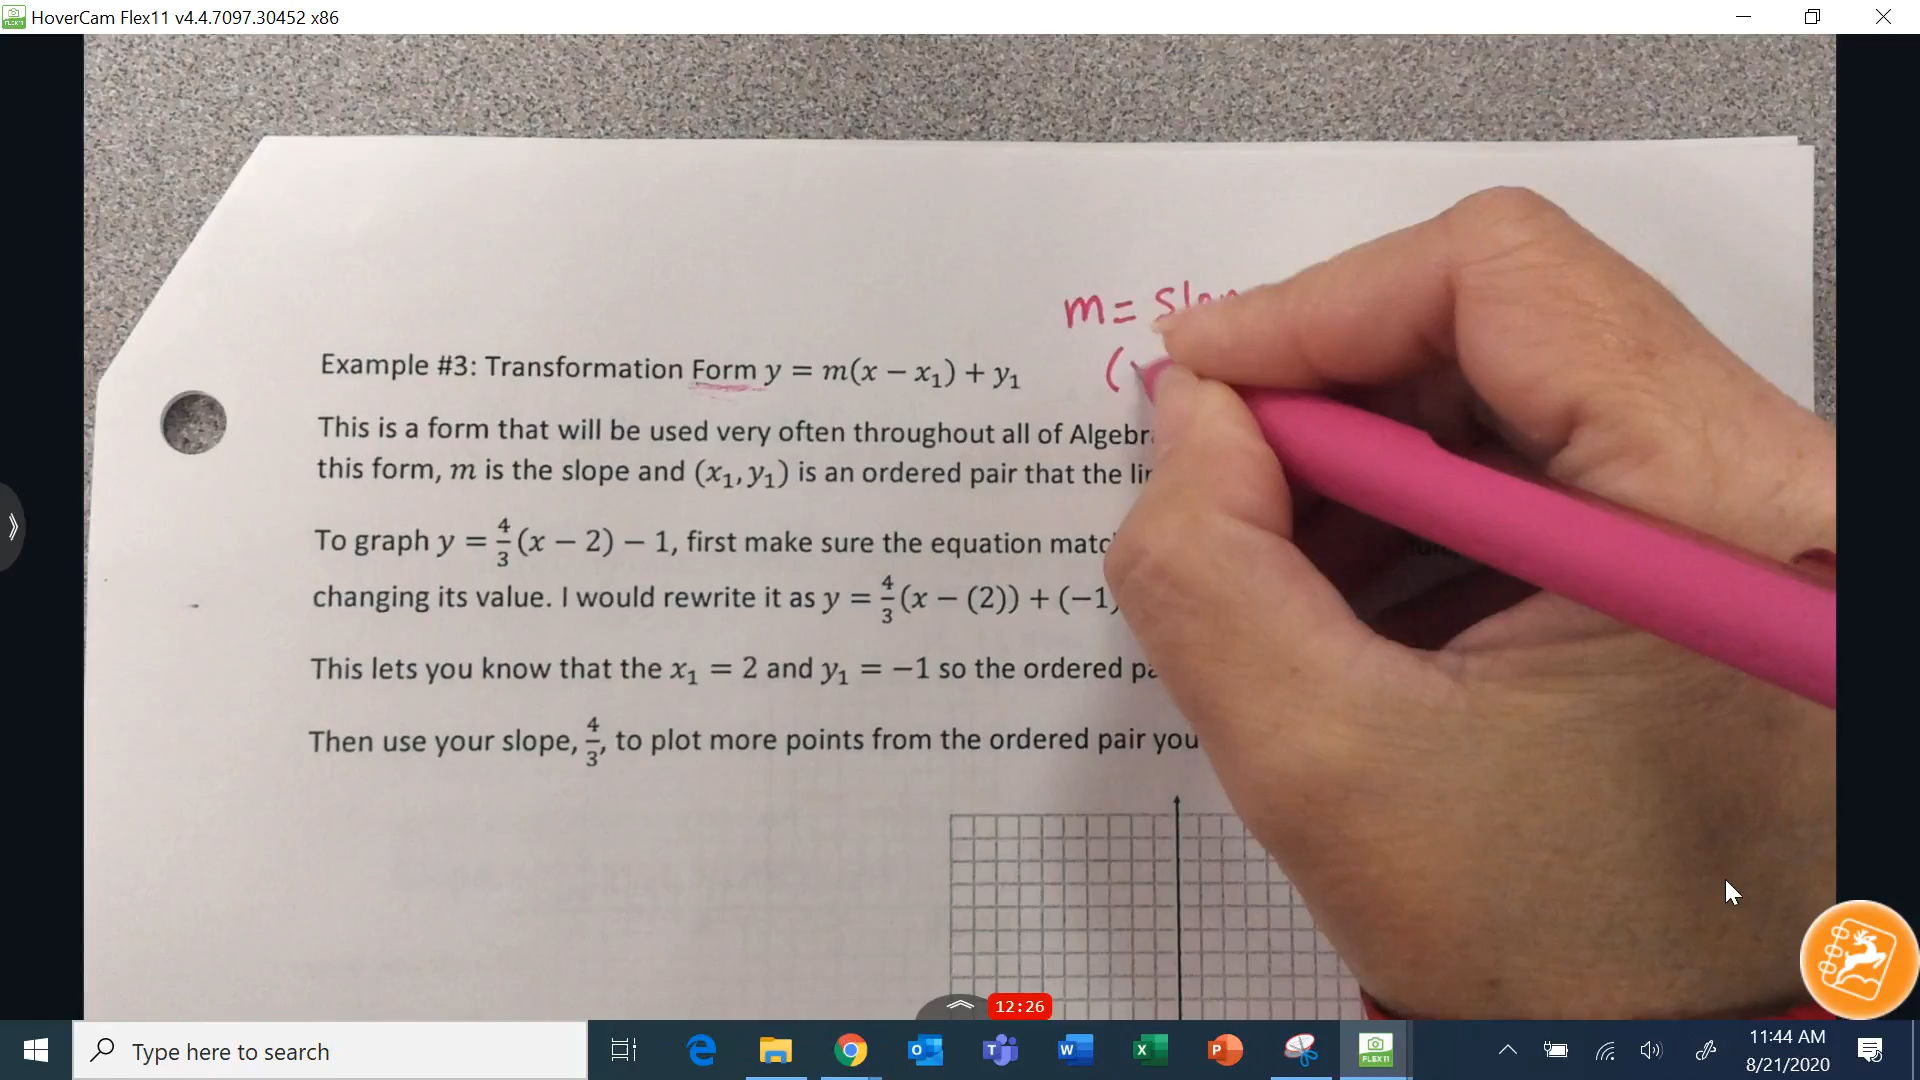 HoverCam Flex11 v4.4.7097.30452 x86
m =
Example #3: Transformation Form y = m(x − x₁) + y₁
(
This is a form that will be used very often throughout all of
this form, m is the slope and (x₁, y₁) is an ordered pair that the
To graph y = 4/3 (x − 2) − 1, first make sure the equation
changing its value. I would rewrite it as y = 4/3 (x − (2)) + (−1)
This lets you know that the x₁ = 2 and y₁ = −1 so the ordered
Then use your slope, 4/3, to plot more points from the ordered pair you
12:26
Type here to search
FLEX11
11:44 AM
8/21/2020